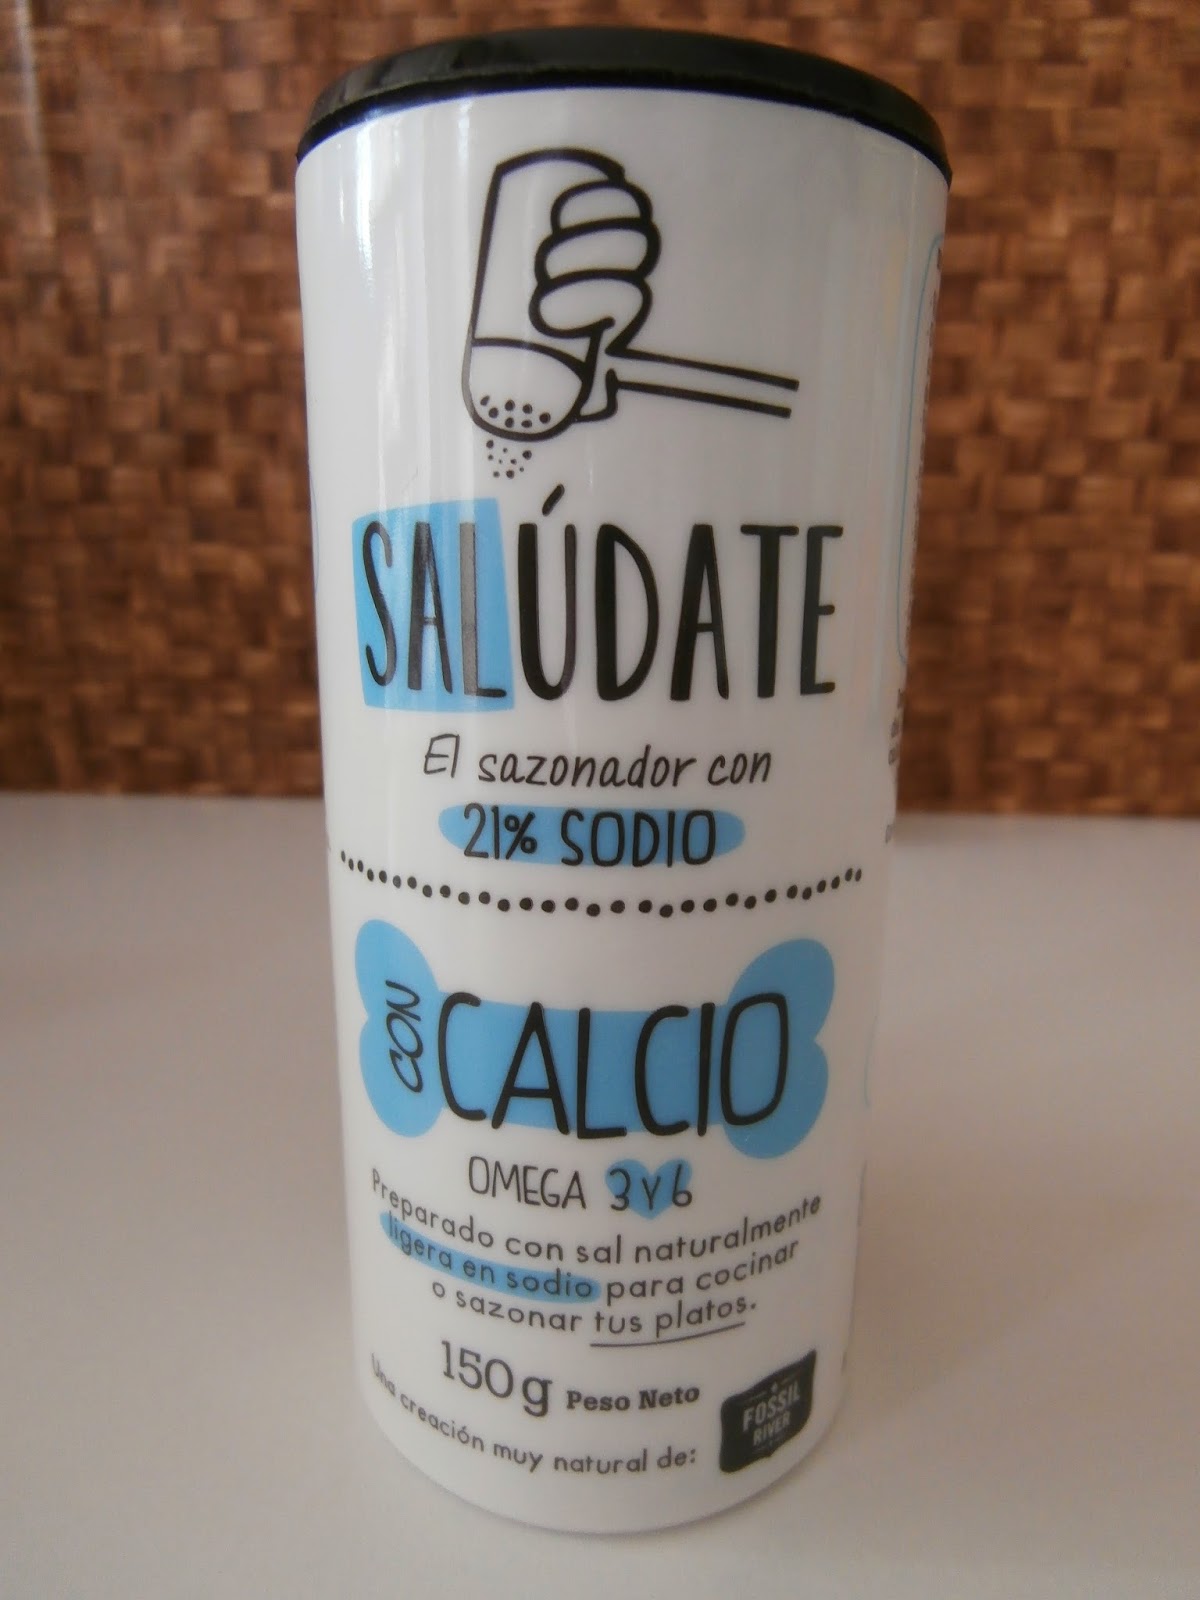 SALÚDATE
El sazonador con
21% SODIO
CON CALCIO
OMEGA 3 Y 6
Preparado con sal naturalmente
ligera en sodio para cocinar
o sazonar tus platos.
150g Peso Neto
Una creación muy natural de:
FOSSIL
RIVER